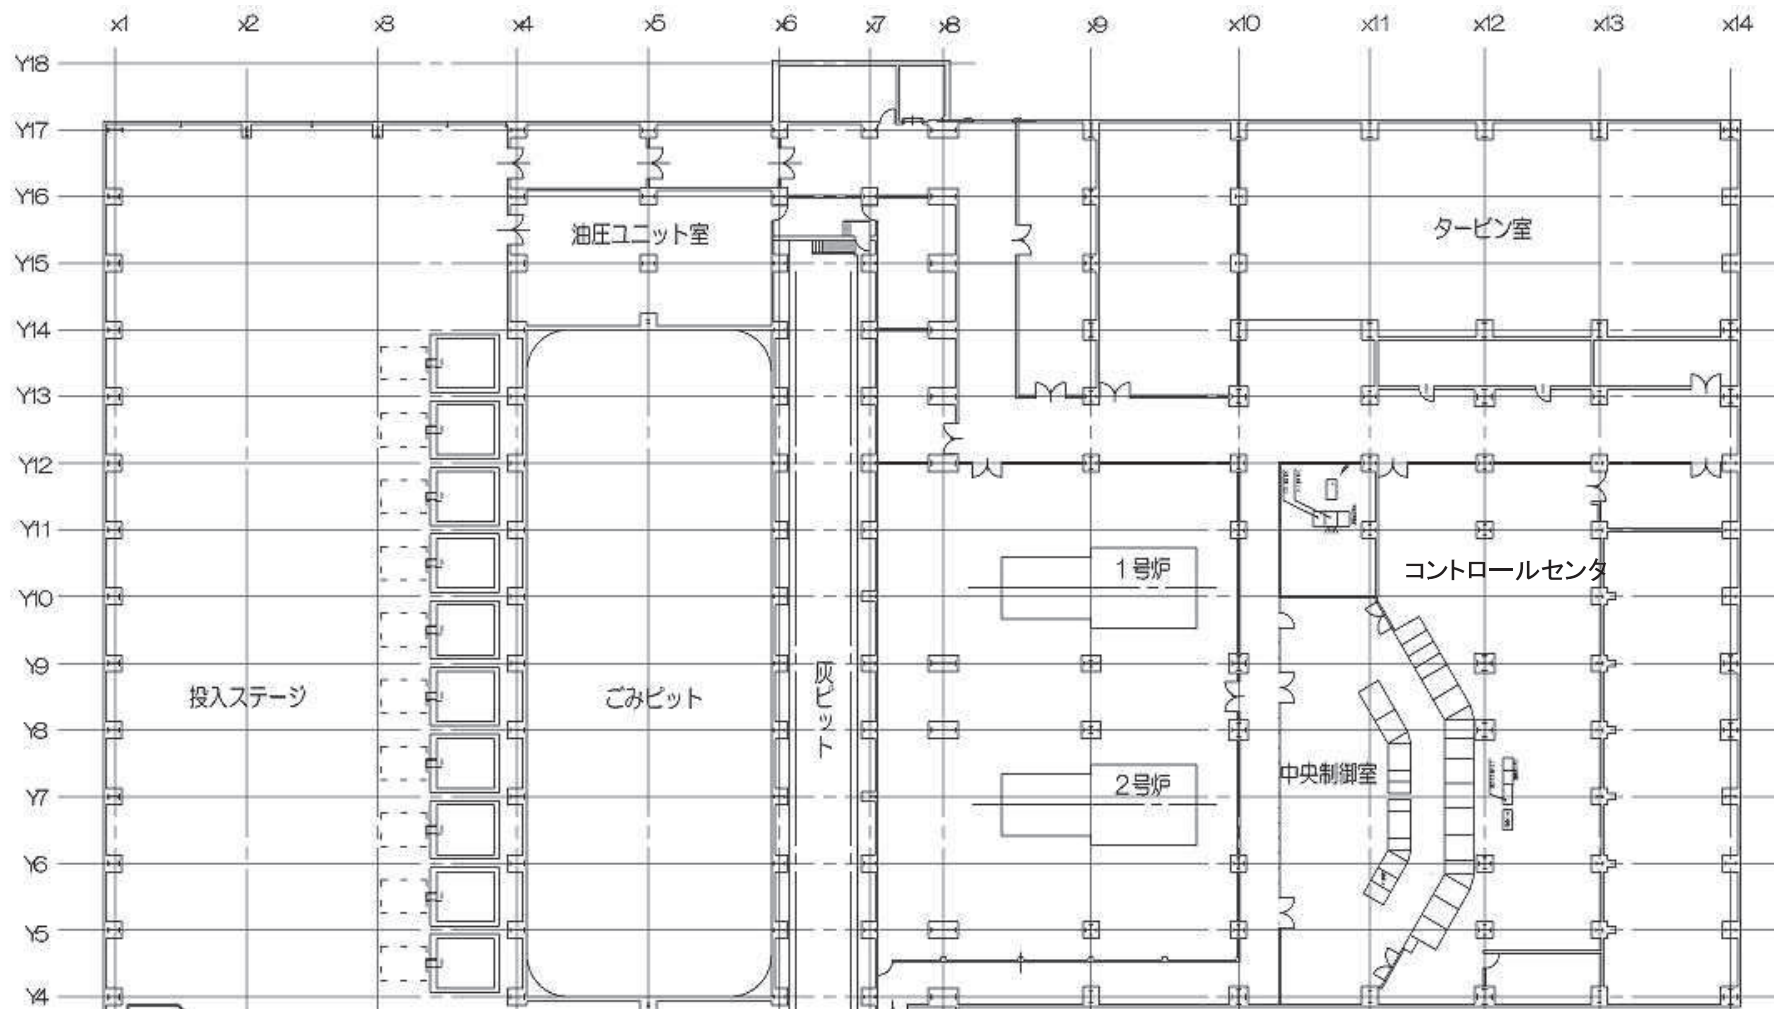 x1 x2 x3 x4 x5 x6 x7 x8 x9 x10 x11 x12 x13 x14
Y18
Y17
Y16
油圧ユニット室
タービン室
Y15
Y14
Y13
Y12
Y11
1号炉
コントロールセンタ
Y10
Y9
投入ステージ
ごみピット
灰ピット
Y8
中央制御室
2号炉
Y7
Y6
Y5
Y4